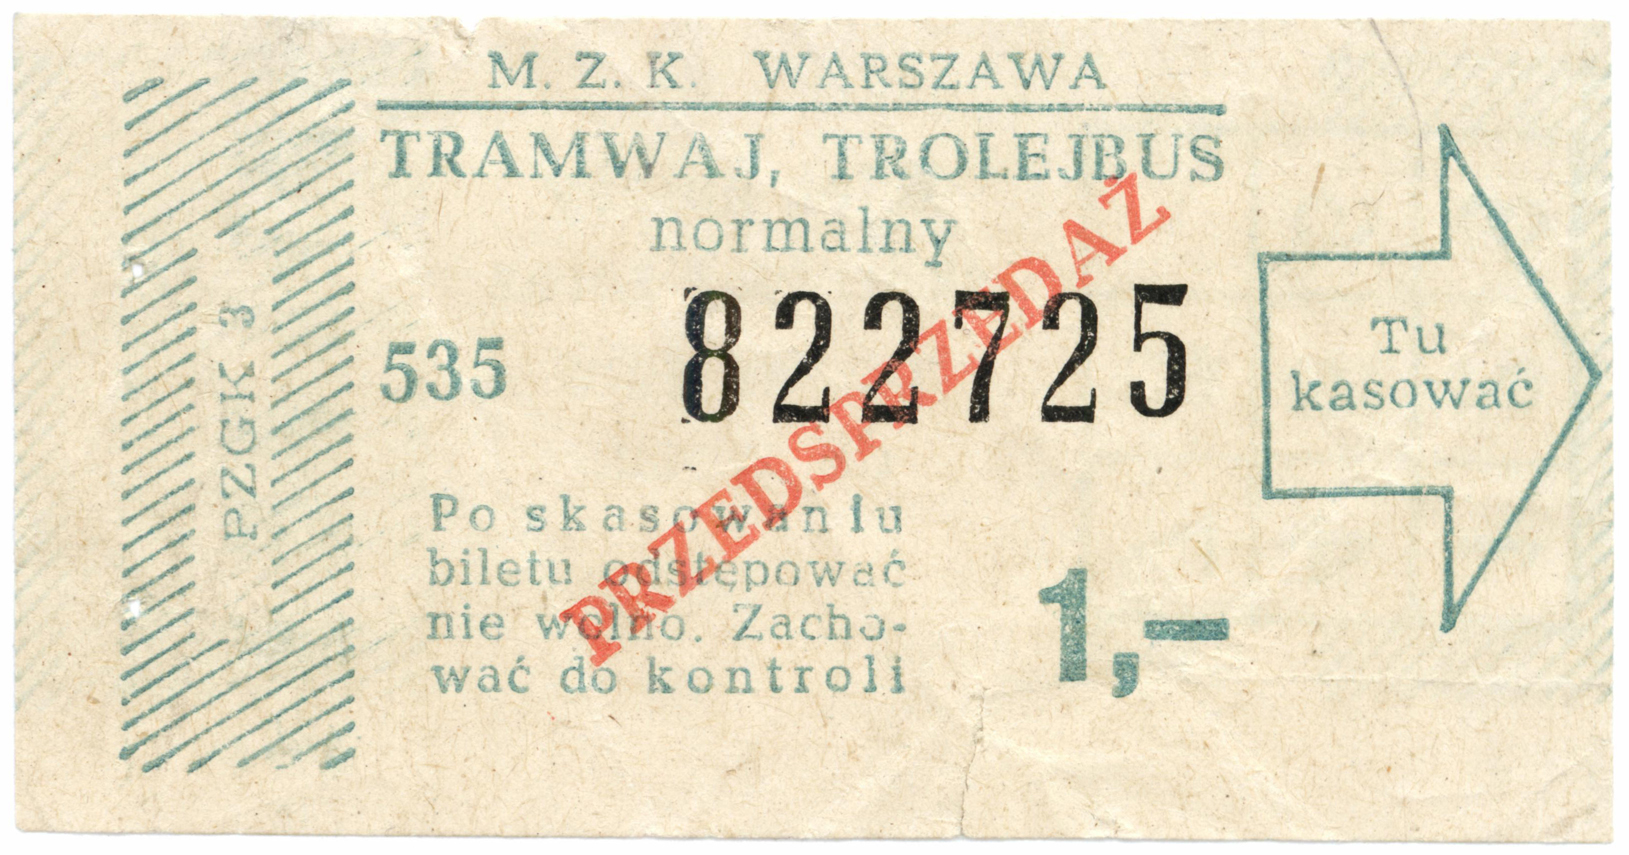 M. Z. K. WARSZAWA
TRAMWAJ, TROLEJBUS
normalny
535 822725
PRZEDSPRZEDAŻ
PZGK 3
Po skasowaniu
biletu odstępować
nie wolno. Zacho-
wać do kontroli
1,—
Tu
kasować